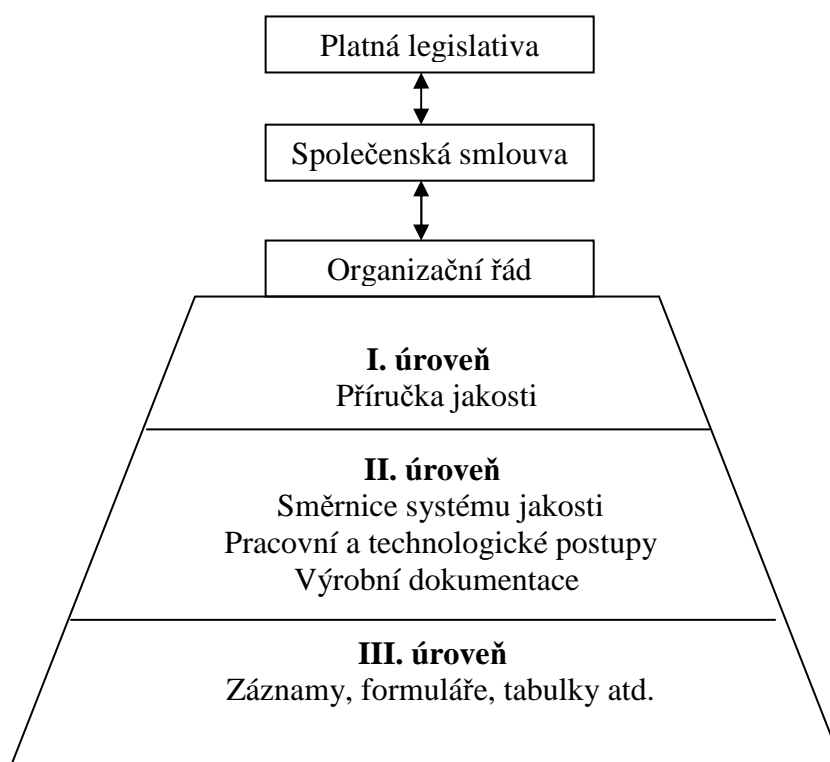 Platná legislativa
Společenská smlouva
Organizační řád
I. úroveň
Příručka jakosti
II. úroveň
Směrnice systému jakosti
Pracovní a technologické postupy
Výrobní dokumentace
III. úroveň
Záznamy, formuláře, tabulky atd.